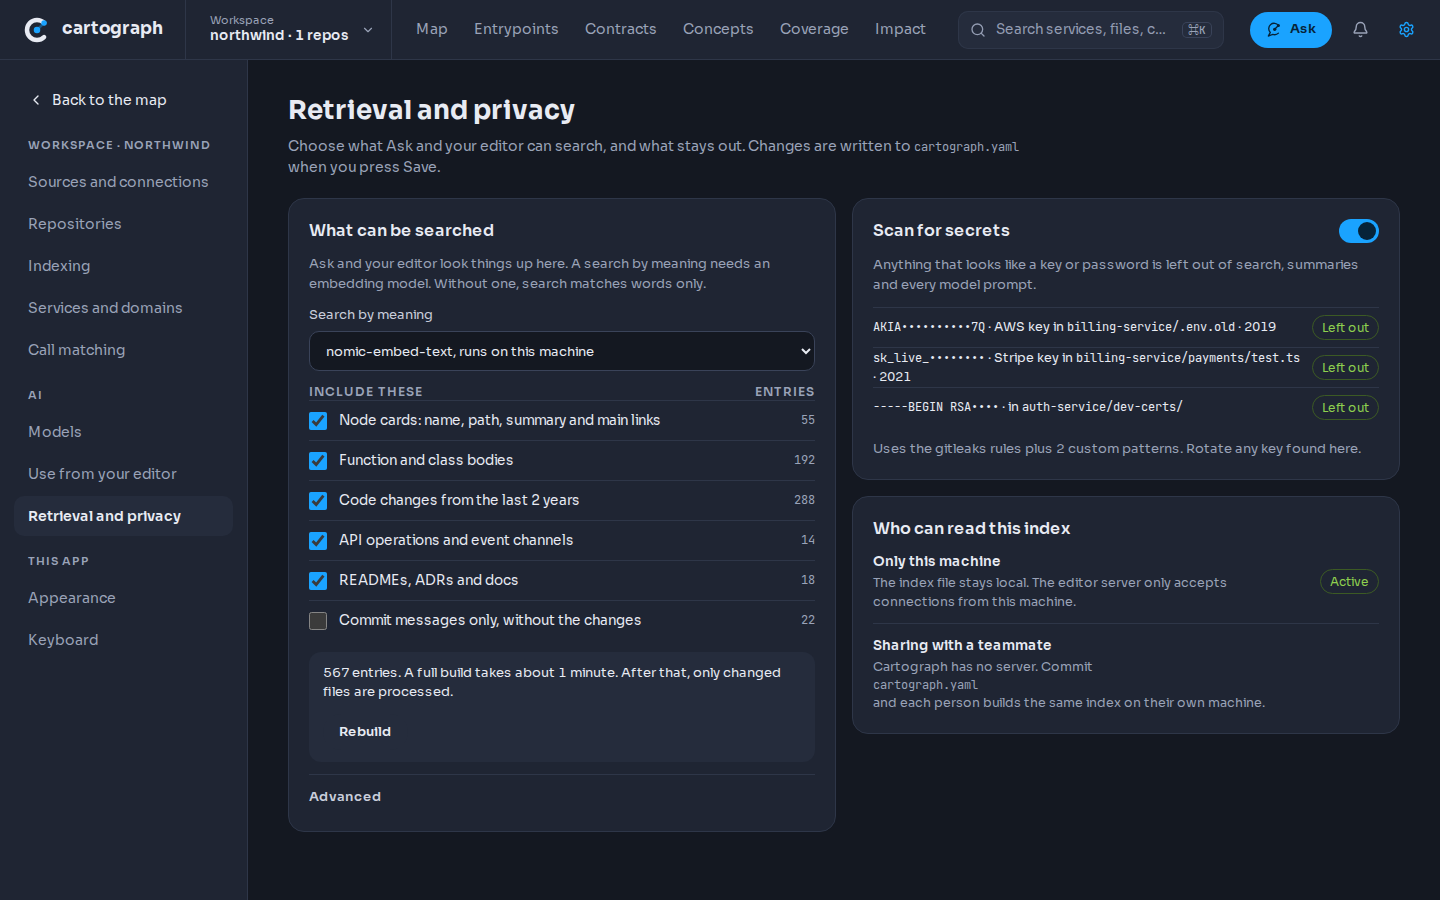 cartograph
Workspace
northwind · 1 repos
Map
Entrypoints
Contracts
Concepts
Coverage
Impact
Search services, files, c...
⌘K
Ask
Back to the map
WORKSPACE · NORTHWIND
Sources and connections
Repositories
Indexing
Services and domains
Call matching
AI
Models
Use from your editor
Retrieval and privacy
THIS APP
Appearance
Keyboard
Retrieval and privacy
Choose what Ask and your editor can search, and what stays out. Changes are written to cartograph.yaml
when you press Save.
What can be searched
Ask and your editor look things up here. A search by meaning needs an
embedding model. Without one, search matches words only.
Search by meaning
nomic-embed-text, runs on this machine
INCLUDE THESE ENTRIES
Node cards: name, path, summary and main links 55
Function and class bodies 192
Code changes from the last 2 years 288
API operations and event channels 14
READMEs, ADRs and docs 18
Commit messages only, without the changes 22
567 entries. A full build takes about 1 minute. After that, only changed
files are processed.
Rebuild
Advanced
Scan for secrets
Anything that looks like a key or password is left out of search, summaries
and every model prompt.
AKIA••••••••••7Q · AWS key in billing-service/.env.old · 2019 Left out
sk_live_•••••••• · Stripe key in billing-service/payments/test.ts
· 2021 Left out
-----BEGIN RSA•••• · in auth-service/dev-certs/ Left out
Uses the gitleaks rules plus 2 custom patterns. Rotate any key found here.
Who can read this index
Only this machine
The index file stays local. The editor server only accepts
connections from this machine.
Active
Sharing with a teammate
Cartograph has no server. Commit
cartograph.yaml
and each person builds the same index on their own machine.